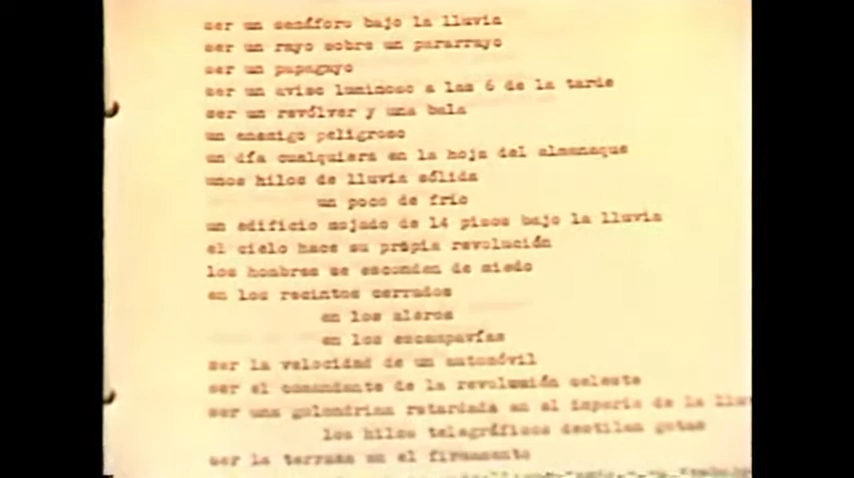 ser un semáforo bajo la lluvia
ser un rayo sobre un pararrayo
ser un papagayo
ser un aviso luminoso a las 6 de la tarde
ser un revólver y una bala
un enemigo peligroso
un día cualquiera en la hoja del almanaque
unos hilos de lluvia sólida
un poco de frío
un edificio mojado de 14 pisos bajo la lluvia
el cielo hace su propia revolución
los hombres se esconden de miedo
en los recintos cerrados
en los aleros
en los escampavías
ser la velocidad de un automóvil
ser el comandante de la revolución celeste
ser una golondrina retardada en el imperio de la
los hilos telegráficos destilan gotas
ser la terraza en el firmamento